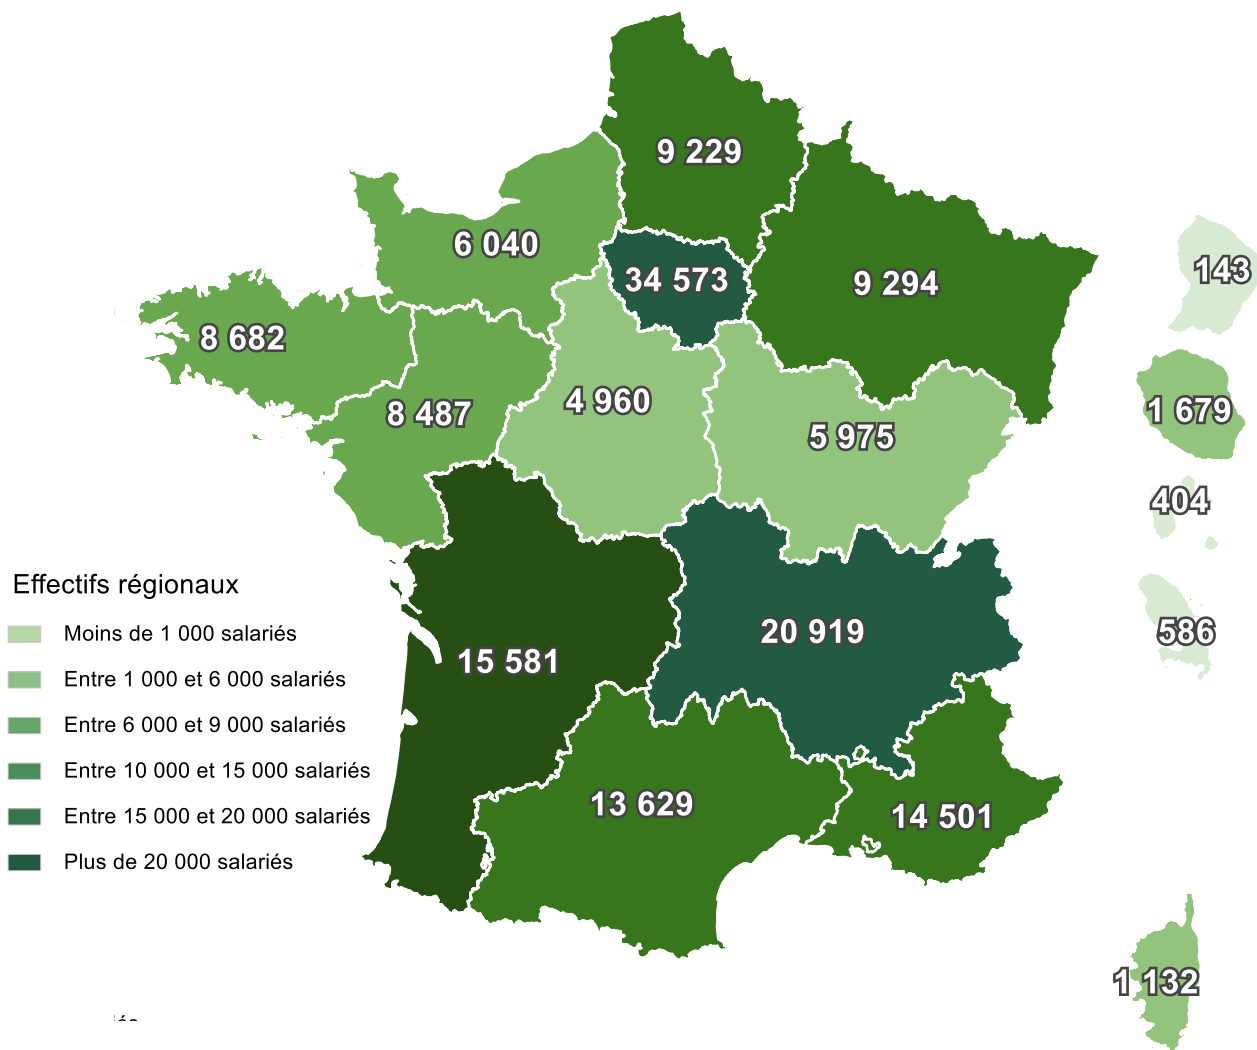 9 229
6 040
34 573
9 294
143
8 682
8 487
4 960
5 975
1 679
404
Effectifs régionaux
Moins de 1 000 salariés
Entre 1 000 et 6 000 salariés
Entre 6 000 et 9 000 salariés
Entre 10 000 et 15 000 salariés
Entre 15 000 et 20 000 salariés
Plus de 20 000 salariés
15 581
20 919
586
13 629
14 501
1 132